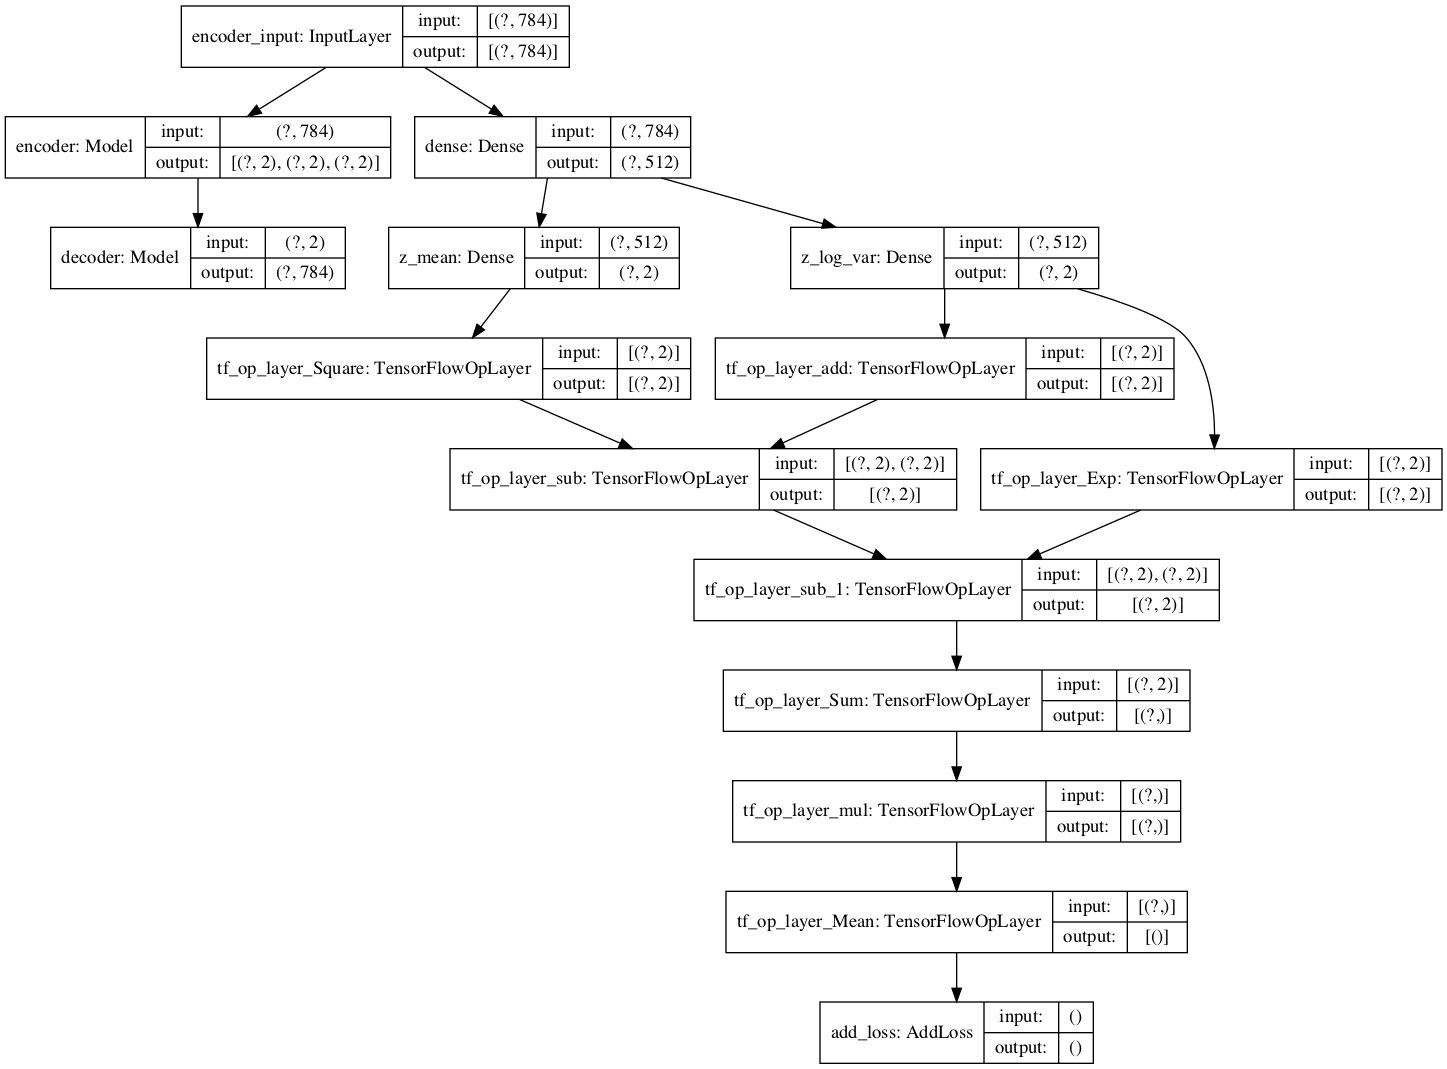 encoder_input: InputLayer
input:
[(?, 784)]
output:
[(?, 784)]
encoder: Model
input:
(?, 784)
output:
[(?, 2), (?, 2), (?, 2)]
dense: Dense
input:
(?, 784)
output:
(?, 512)
decoder: Model
input:
(?, 2)
output:
(?, 784)
z_mean: Dense
input:
(?, 512)
output:
(?, 2)
z_log_var: Dense
input:
(?, 512)
output:
(?, 2)
tf_op_layer_Square: TensorFlowOpLayer
input:
[(?, 2)]
output:
[(?, 2)]
tf_op_layer_add: TensorFlowOpLayer
input:
[(?, 2)]
output:
[(?, 2)]
tf_op_layer_sub: TensorFlowOpLayer
input:
[(?, 2), (?, 2)]
output:
[(?, 2)]
tf_op_layer_Exp: TensorFlowOpLayer
input:
[(?, 2)]
output:
[(?, 2)]
tf_op_layer_sub_1: TensorFlowOpLayer
input:
[(?, 2), (?, 2)]
output:
[(?, 2)]
tf_op_layer_Sum: TensorFlowOpLayer
input:
[(?, 2)]
output:
[(?,)]
tf_op_layer_mul: TensorFlowOpLayer
input:
[(?,)]
output:
[(?,)]
tf_op_layer_Mean: TensorFlowOpLayer
input:
[(?,)]
output:
[()]
add_loss: AddLoss
input:
()
output:
()